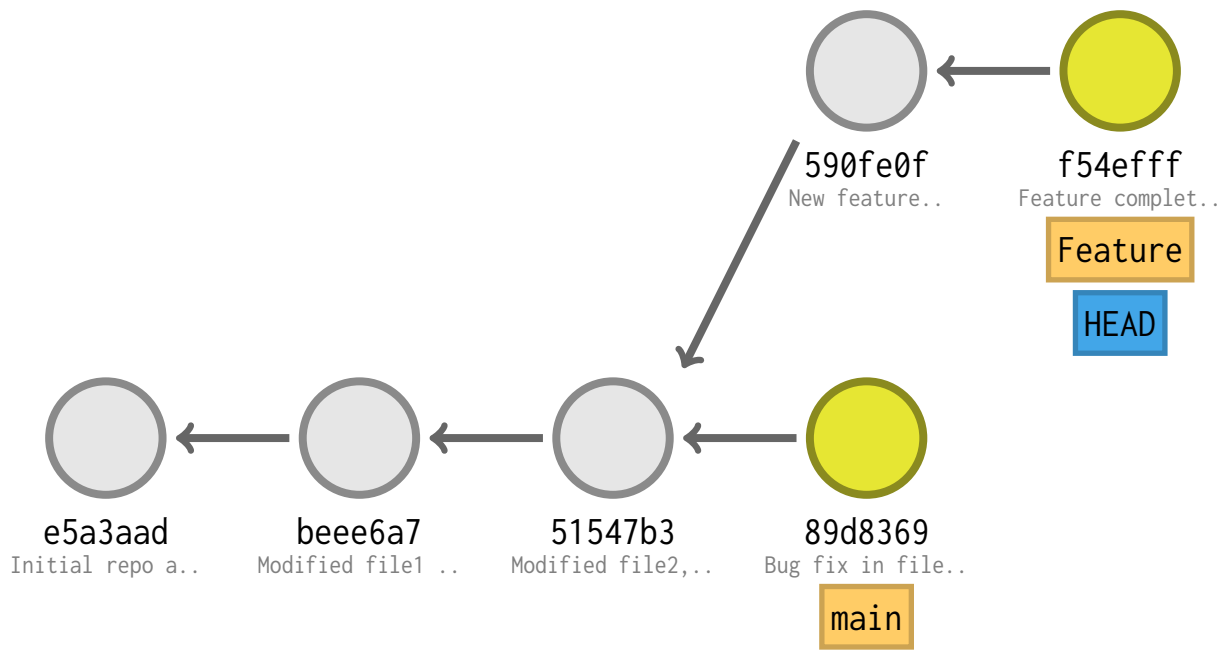 590fe0f
New feature..
f54efff
Feature complet..
Feature
HEAD
e5a3aad
Initial repo a..
beee6a7
Modified file1 ..
51547b3
Modified file2,..
89d8369
Bug fix in file..
main